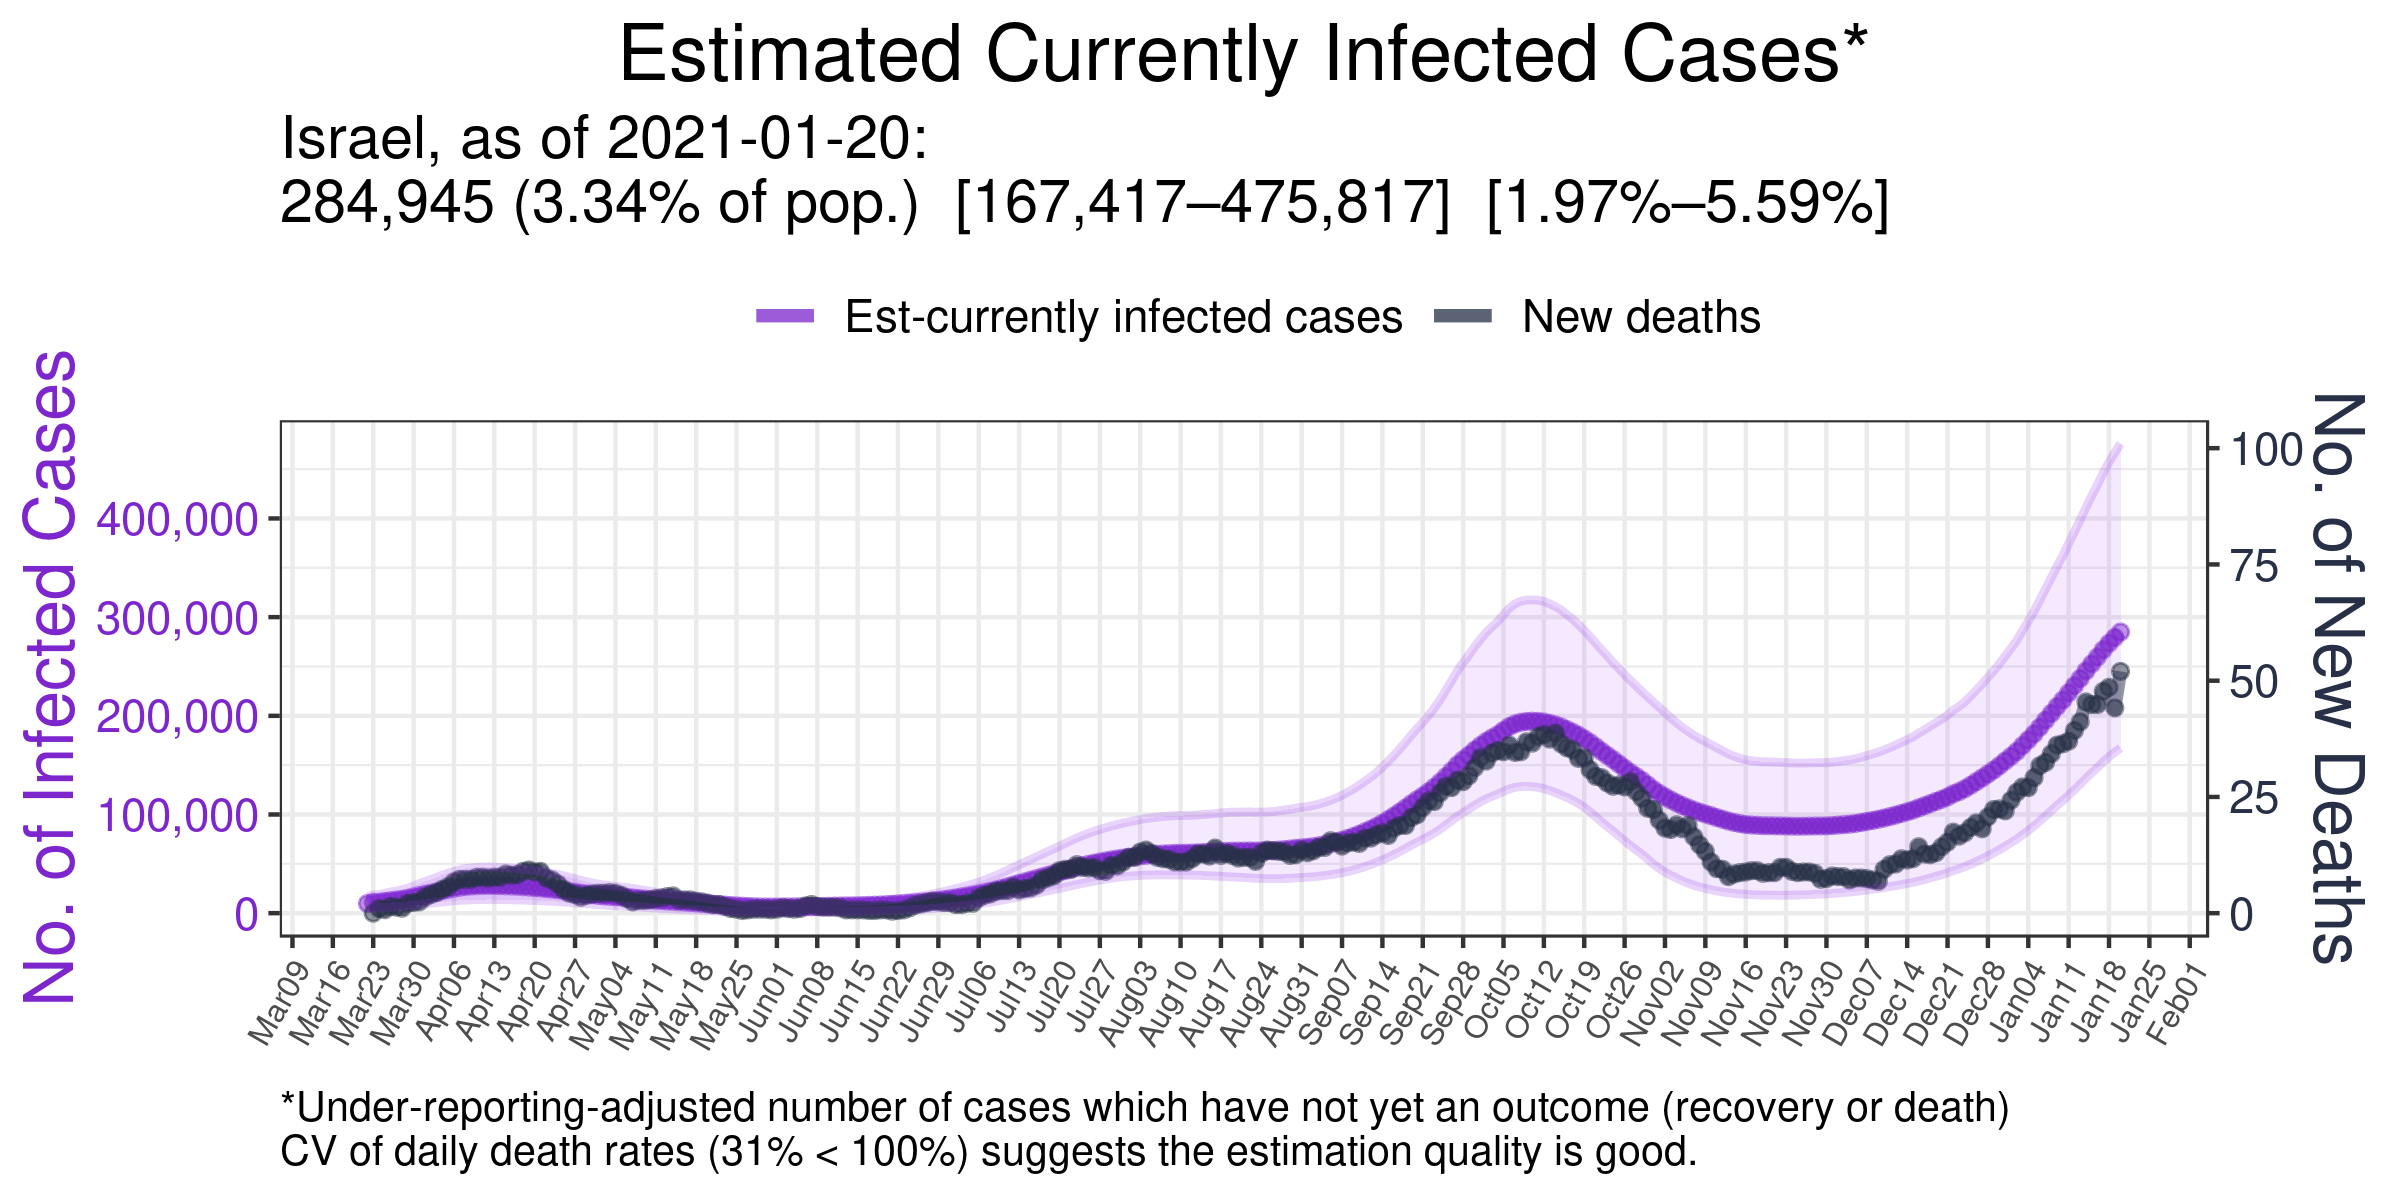 Estimated Currently Infected Cases*
Israel, as of 2021-01-20:
284,945 (3.34% of pop.) [167,417–475,817] [1.97%–5.59%]
Est-currently infected cases New deaths
No. of Infected Cases
400,000
300,000
200,000
100,000
0
100
75
50
25
0
No. of New Deaths
Mar09 Mar16 Mar23 Mar30 Apr06 Apr13 Apr20 Apr27 May04 May11 May18 May25 Jun01 Jun08 Jun15 Jun22 Jun29 Jul06 Jul13 Jul20 Jul27 Aug03 Aug10 Aug17 Aug24 Aug31 Sep07 Sep14 Sep21 Sep28 Oct05 Oct12 Oct19 Oct26 Nov02 Nov09 Nov16 Nov23 Nov30 Dec07 Dec14 Dec21 Dec28 Jan04 Jan11 Jan18 Jan25 Feb01
*Under-reporting-adjusted number of cases which have not yet an outcome (recovery or death)
CV of daily death rates (31% < 100%) suggests the estimation quality is good.